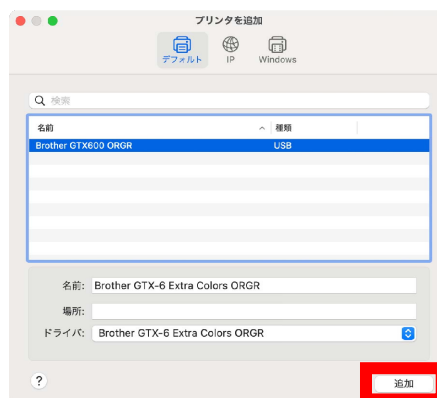 プリンタを追加
デフォルト IP Windows
検索
名前 種類
Brother GTX600 ORGR USB
名前: Brother GTX-6 Extra Colors ORGR
場所:
ドライバ: Brother GTX-6 Extra Colors ORGR
? 追加